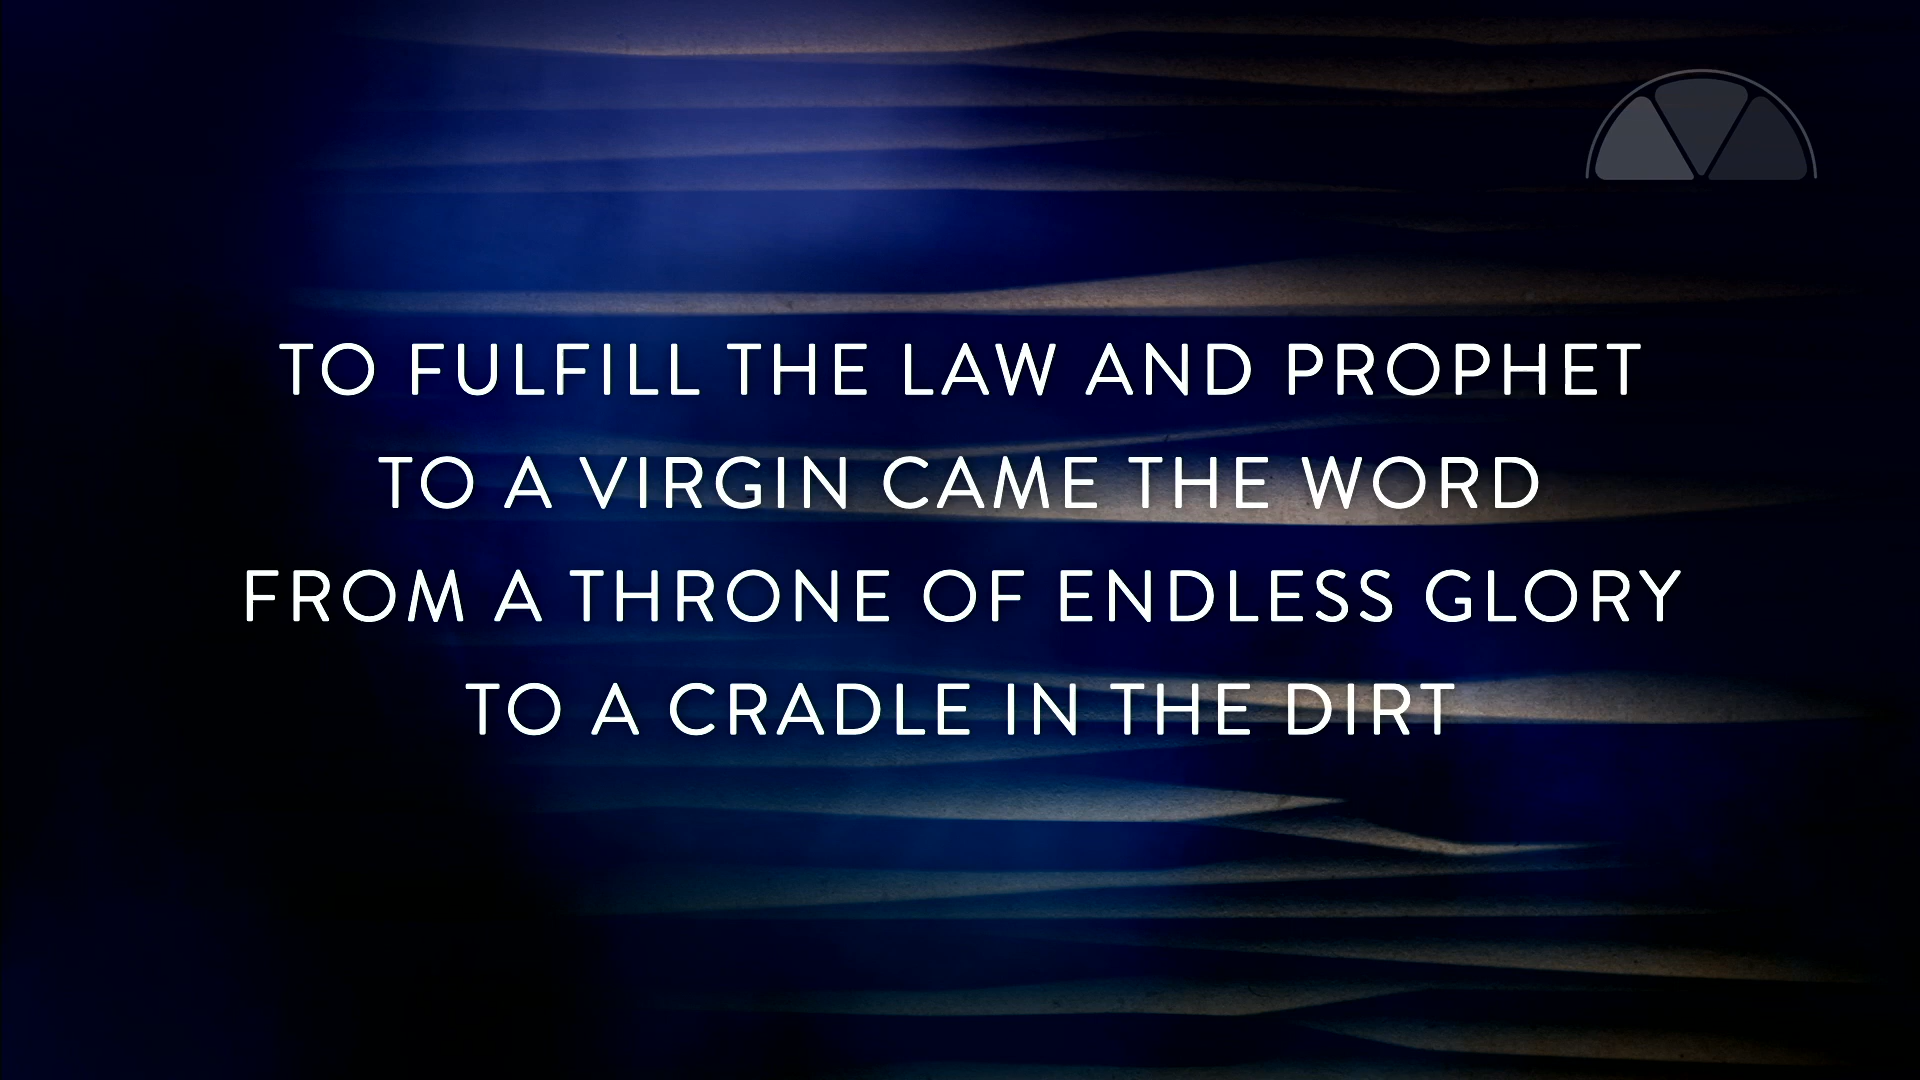 TO FULFILL THE LAW AND PROPHET
TO A VIRGIN CAME THE WORD
FROM A THRONE OF ENDLESS GLORY
TO A CRADLE IN THE DIRT